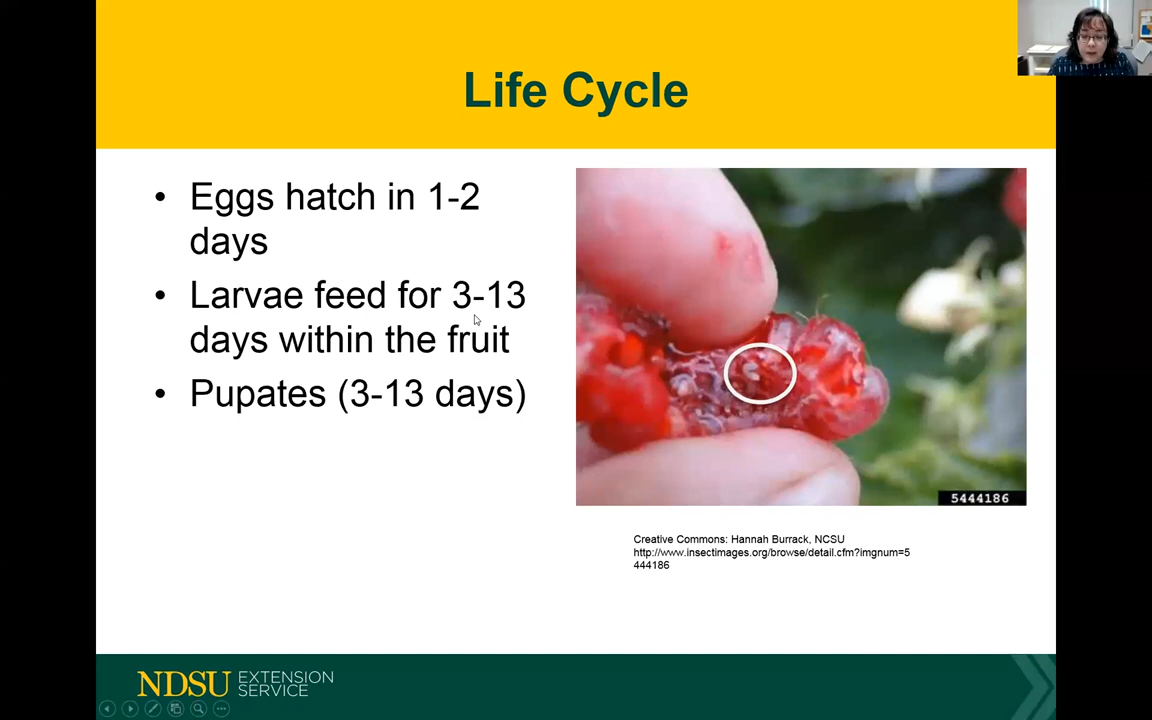 Life Cycle
• Eggs hatch in 1-2
days
• Larvae feed for 3-13
days within the fruit
• Pupates (3-13 days)
5444186
Creative Commons: Hannah Burrack, NCSU
http://www.insectimages.org/browse/detail.cfm?imgnum=5
444186
NDSU EXTENSION
SERVICE